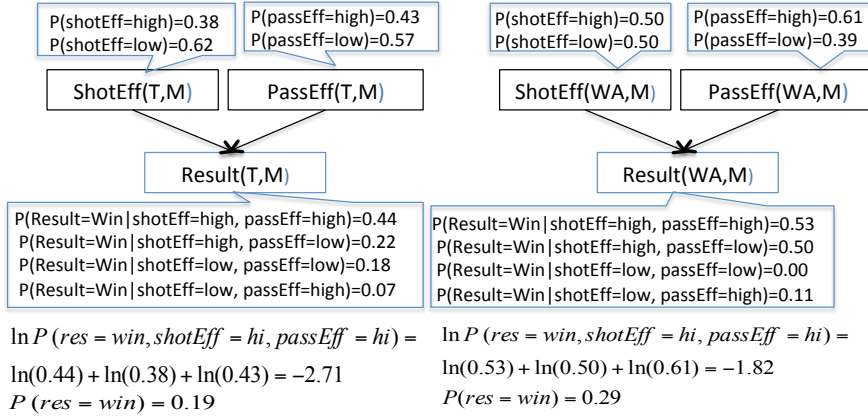 P(shotEff=high)=0.38
P(shotEff=low)=0.62
P(passEff=high)=0.43
P(passEff=low)=0.57
ShotEff(T,M)
PassEff(T,M)
Result(T,M)
P(Result=Win|shotEff=high, passEff=high)=0.44
P(Result=Win|shotEff=high, passEff=low)=0.22
P(Result=Win|shotEff=low, passEff=low)=0.18
P(Result=Win|shotEff=low, passEff=high)=0.07
ln P (res = win, shotEff = hi, passEff = hi) =
ln(0.44) + ln(0.38) + ln(0.43) = −2.71
P (res = win) = 0.19
P(shotEff=high)=0.50
P(shotEff=low)=0.50
P(passEff=high)=0.61
P(passEff=low)=0.39
ShotEff(WA,M)
PassEff(WA,M)
Result(WA,M)
P(Result=Win|shotEff=high, passEff=high)=0.53
P(Result=Win|shotEff=high, passEff=low)=0.50
P(Result=Win|shotEff=low, passEff=low)=0.00
P(Result=Win|shotEff=low, passEff=high)=0.11
ln P (res = win, shotEff = hi, passEff = hi) =
ln(0.53) + ln(0.50) + ln(0.61) = −1.82
P(res = win) = 0.29